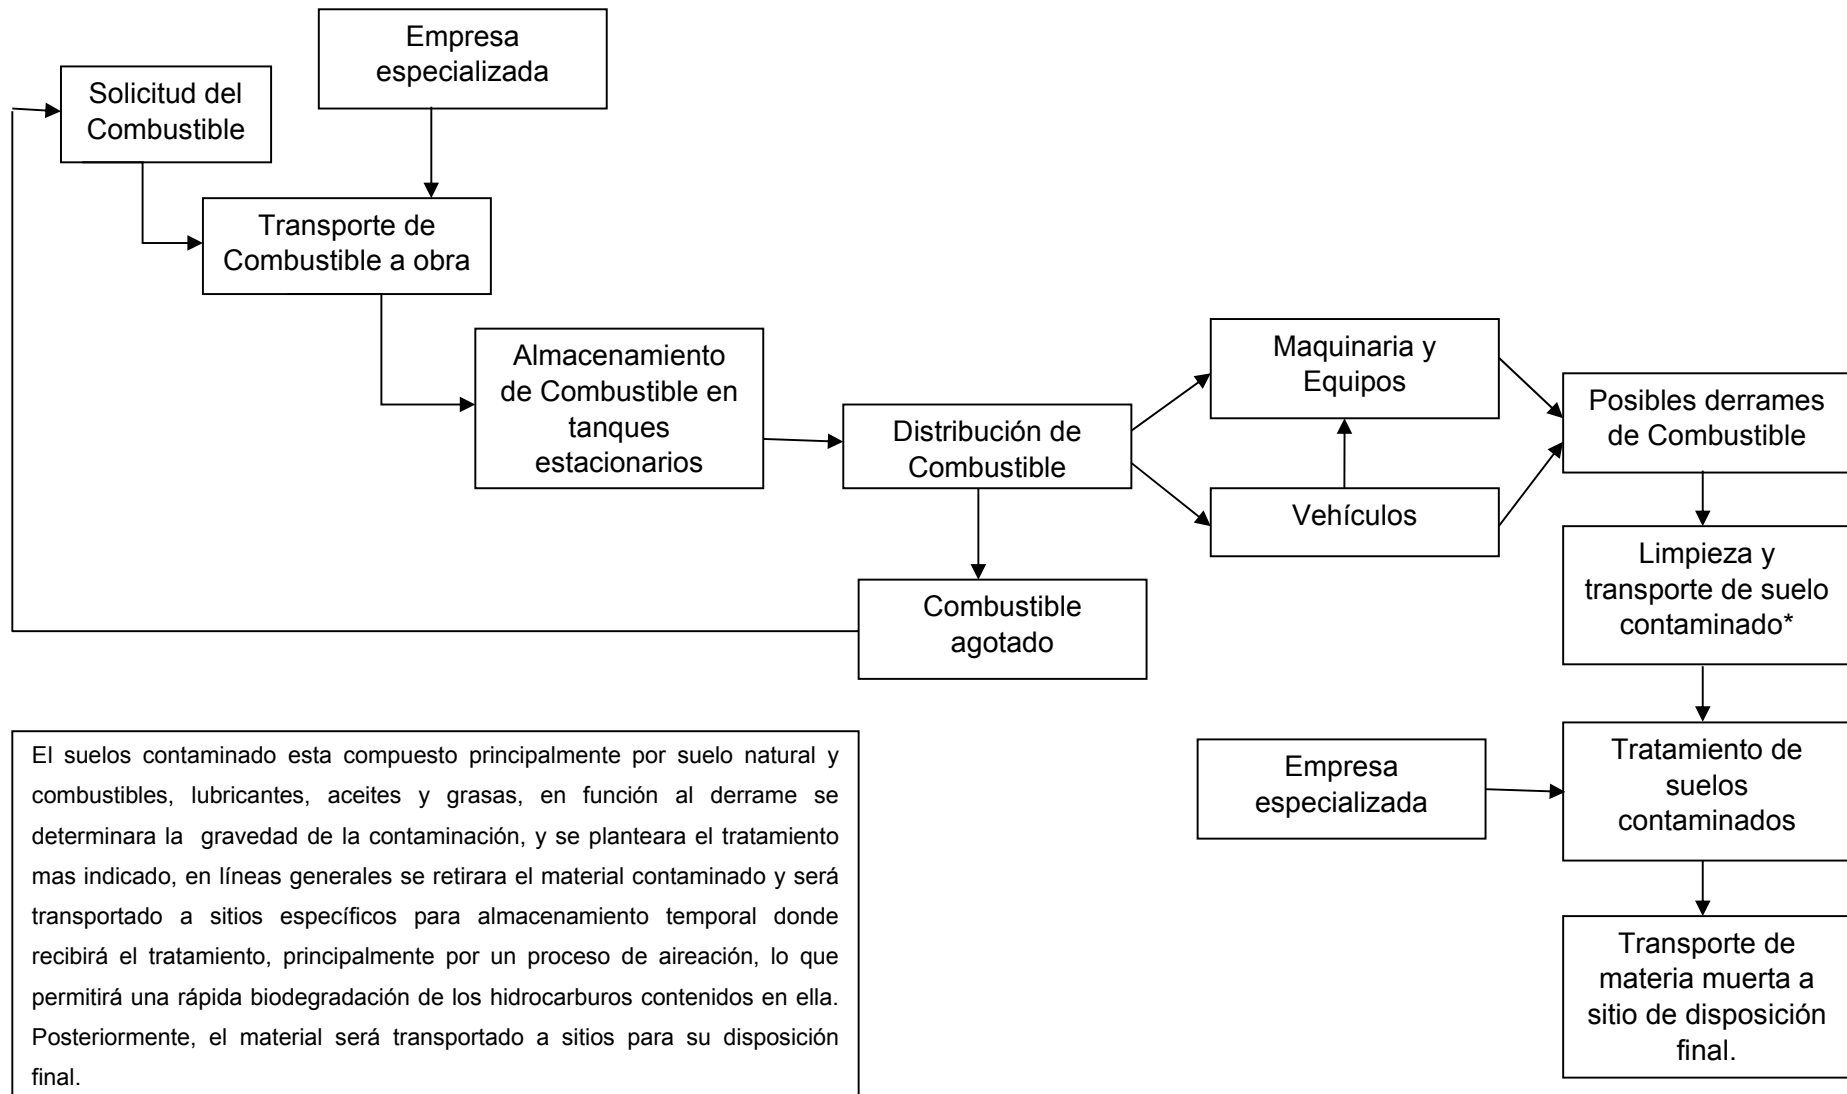 Empresa
especializada
Solicitud del
Combustible
Transporte de
Combustible a obra
Almacenamiento
de Combustible en
tanques
estacionarios
Distribución de
Combustible
Maquinaria y
Equipos
Vehículos
Combustible
agotado
Posibles derrames
de Combustible
Limpieza y
transporte de suelo
contaminado*
Empresa
especializada
Tratamiento de
suelos
contaminados
Transporte de
materia muerta a
sitio de disposición
final.
El suelos contaminado esta compuesto principalmente por suelo natural y
combustibles, lubricantes, aceites y grasas, en función al derrame se
determinara la gravedad de la contaminación, y se planteara el tratamiento
mas indicado, en líneas generales se retirara el material contaminado y será
transportado a sitios específicos para almacenamiento temporal donde
recibirá el tratamiento, principalmente por un proceso de aireación, lo que
permitirá una rápida biodegradación de los hidrocarburos contenidos en ella.
Posteriormente, el material será transportado a sitios para su disposición
final.